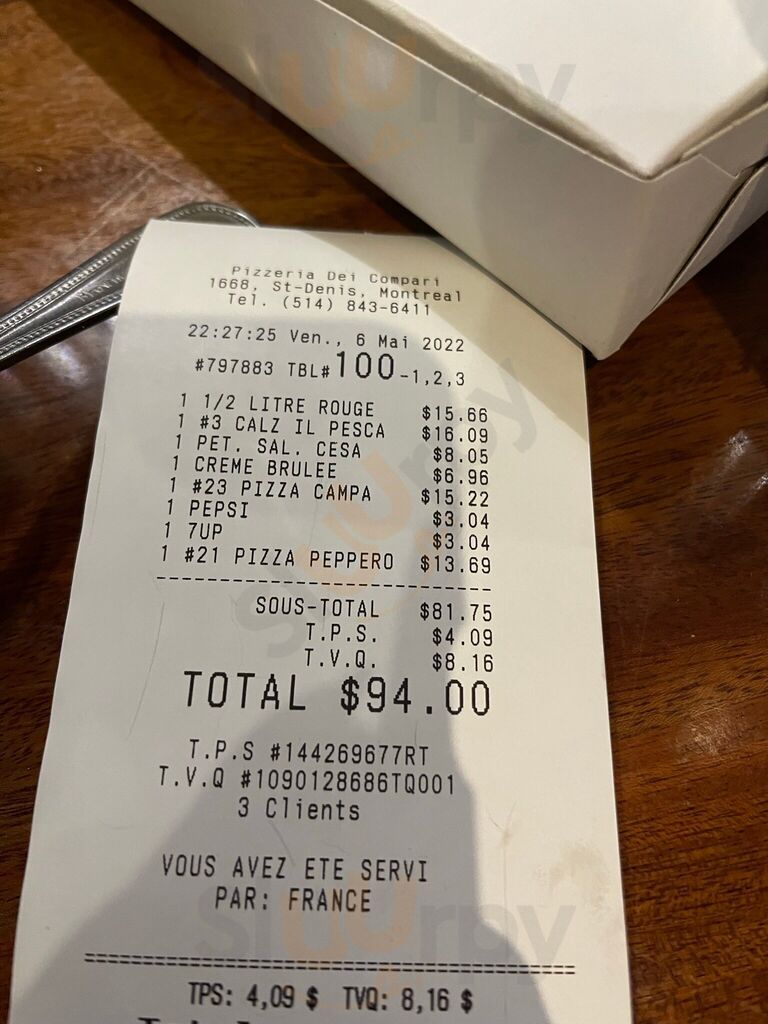 Pizzeria Dei Compari
1668, St-Denis, Montreal
Tel. (514) 843-6411
22:27:25 Ven., 6 Mai 2022
#797883 TBL#100-1,2,3
1 1/2 LITRE ROUGE $15.66
1 #3 CALZ IL PESCA $16.09
1 PET. SAL. CESA $8.05
1 CREME BRULEE $6.96
1 #23 PIZZA CAMPA $15.22
1 PEPSI $3.04
1 7UP $3.04
1 #21 PIZZA PEPPERO $13.69
SOUS-TOTAL $81.75
T.P.S. $4.09
T.V.Q. $8.16
TOTAL $94.00
T.P.S #144269677RT
T.V.Q #1090128686TQ001
3 Clients
VOUS AVEZ ETE SERVI
PAR: FRANCE
TPS: 4,09 $ TVQ: 8,16 $
sluurpy
sluurpy
sluurpy